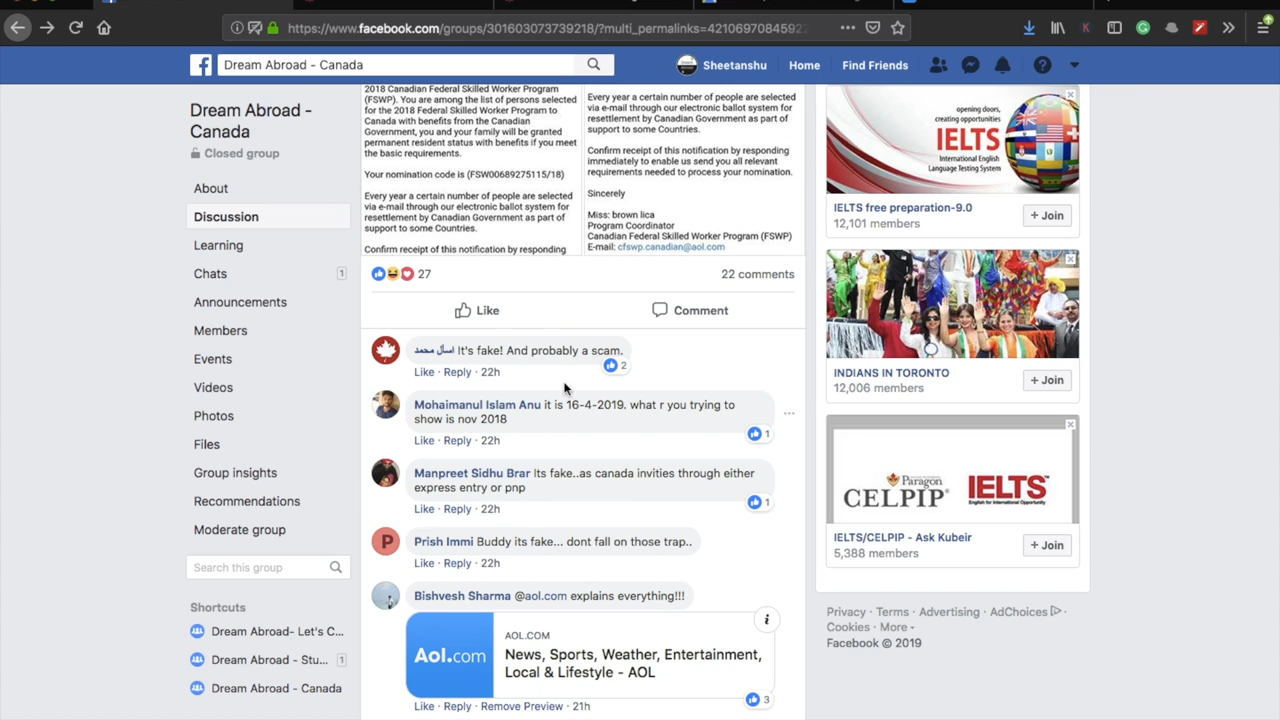 https://www.facebook.com/groups/301603073739218/?multi_permalinks=42106970845922
Dream Abroad - Canada
Sheetanshu
Home
Find Friends
Dream Abroad -
Canada
Closed group
About
Discussion
Learning
Chats
1
Announcements
Members
Events
Videos
Photos
Files
Group insights
Recommendations
Moderate group
Search this group
Shortcuts
Dream Abroad- Let's C...
Dream Abroad - Stu...
1
Dream Abroad - Canada
2018 Canadian Federal Skilled Worker Program
(FSWP). You are among the list of persons selected
for the 2018 Federal Skilled Worker Program to
Canada with benefits from the Canadian
Government, you and your family will be granted
permanent resident status with benefits if you meet
the basic requirements.
Your nomination code is (FSW00689275115/18)
Every year a certain number of people are selected
via e-mail through our electronic ballot system for
resettlement by Canadian Government as part of
support to some Countries.
Confirm receipt of this notification by responding
Every year a certain number of people are selected
via e-mail through our electronic ballot system for
resettlement by Canadian Government as part of
support to some Countries.
Confirm receipt of this notification by responding
immediately to enable us send you all relevant
requirements needed to process your nomination.
Sincerely
Miss: brown lica
Program Coordinator
Canadian Federal Skilled Worker Program (FSWP)
E-mail: cfswp.canadian@aol.com
27
22 comments
Like
Comment
اسأل محمد It's fake! And probably a scam.
2
Like · Reply · 22h
Mohaimanul Islam Anu it is 16-4-2019. what r you trying to
show is nov 2018
1
Like · Reply · 22h
Manpreet Sidhu Brar Its fake..as canada invities through either
express entry or pnp
1
Like · Reply · 22h
P
Prish Immi Buddy its fake... dont fall on those trap..
Like · Reply · 22h
Bishvesh Sharma @aol.com explains everything!!!
Aol.com
AOL.COM
News, Sports, Weather, Entertainment,
Local & Lifestyle - AOL
3
Like · Reply · Remove Preview · 21h
opening doors,
creating opportunities
IELTS
International English
Language Testing System
IELTS free preparation-9.0
12,101 members
+ Join
INDIANS IN TORONTO
12,006 members
+ Join
Paragon
CELPIP
IELTS
English for International Opportunity
IELTS/CELPIP - Ask Kubeir
5,388 members
+ Join
Privacy · Terms · Advertising · AdChoices ·
Cookies · More
Facebook © 2019